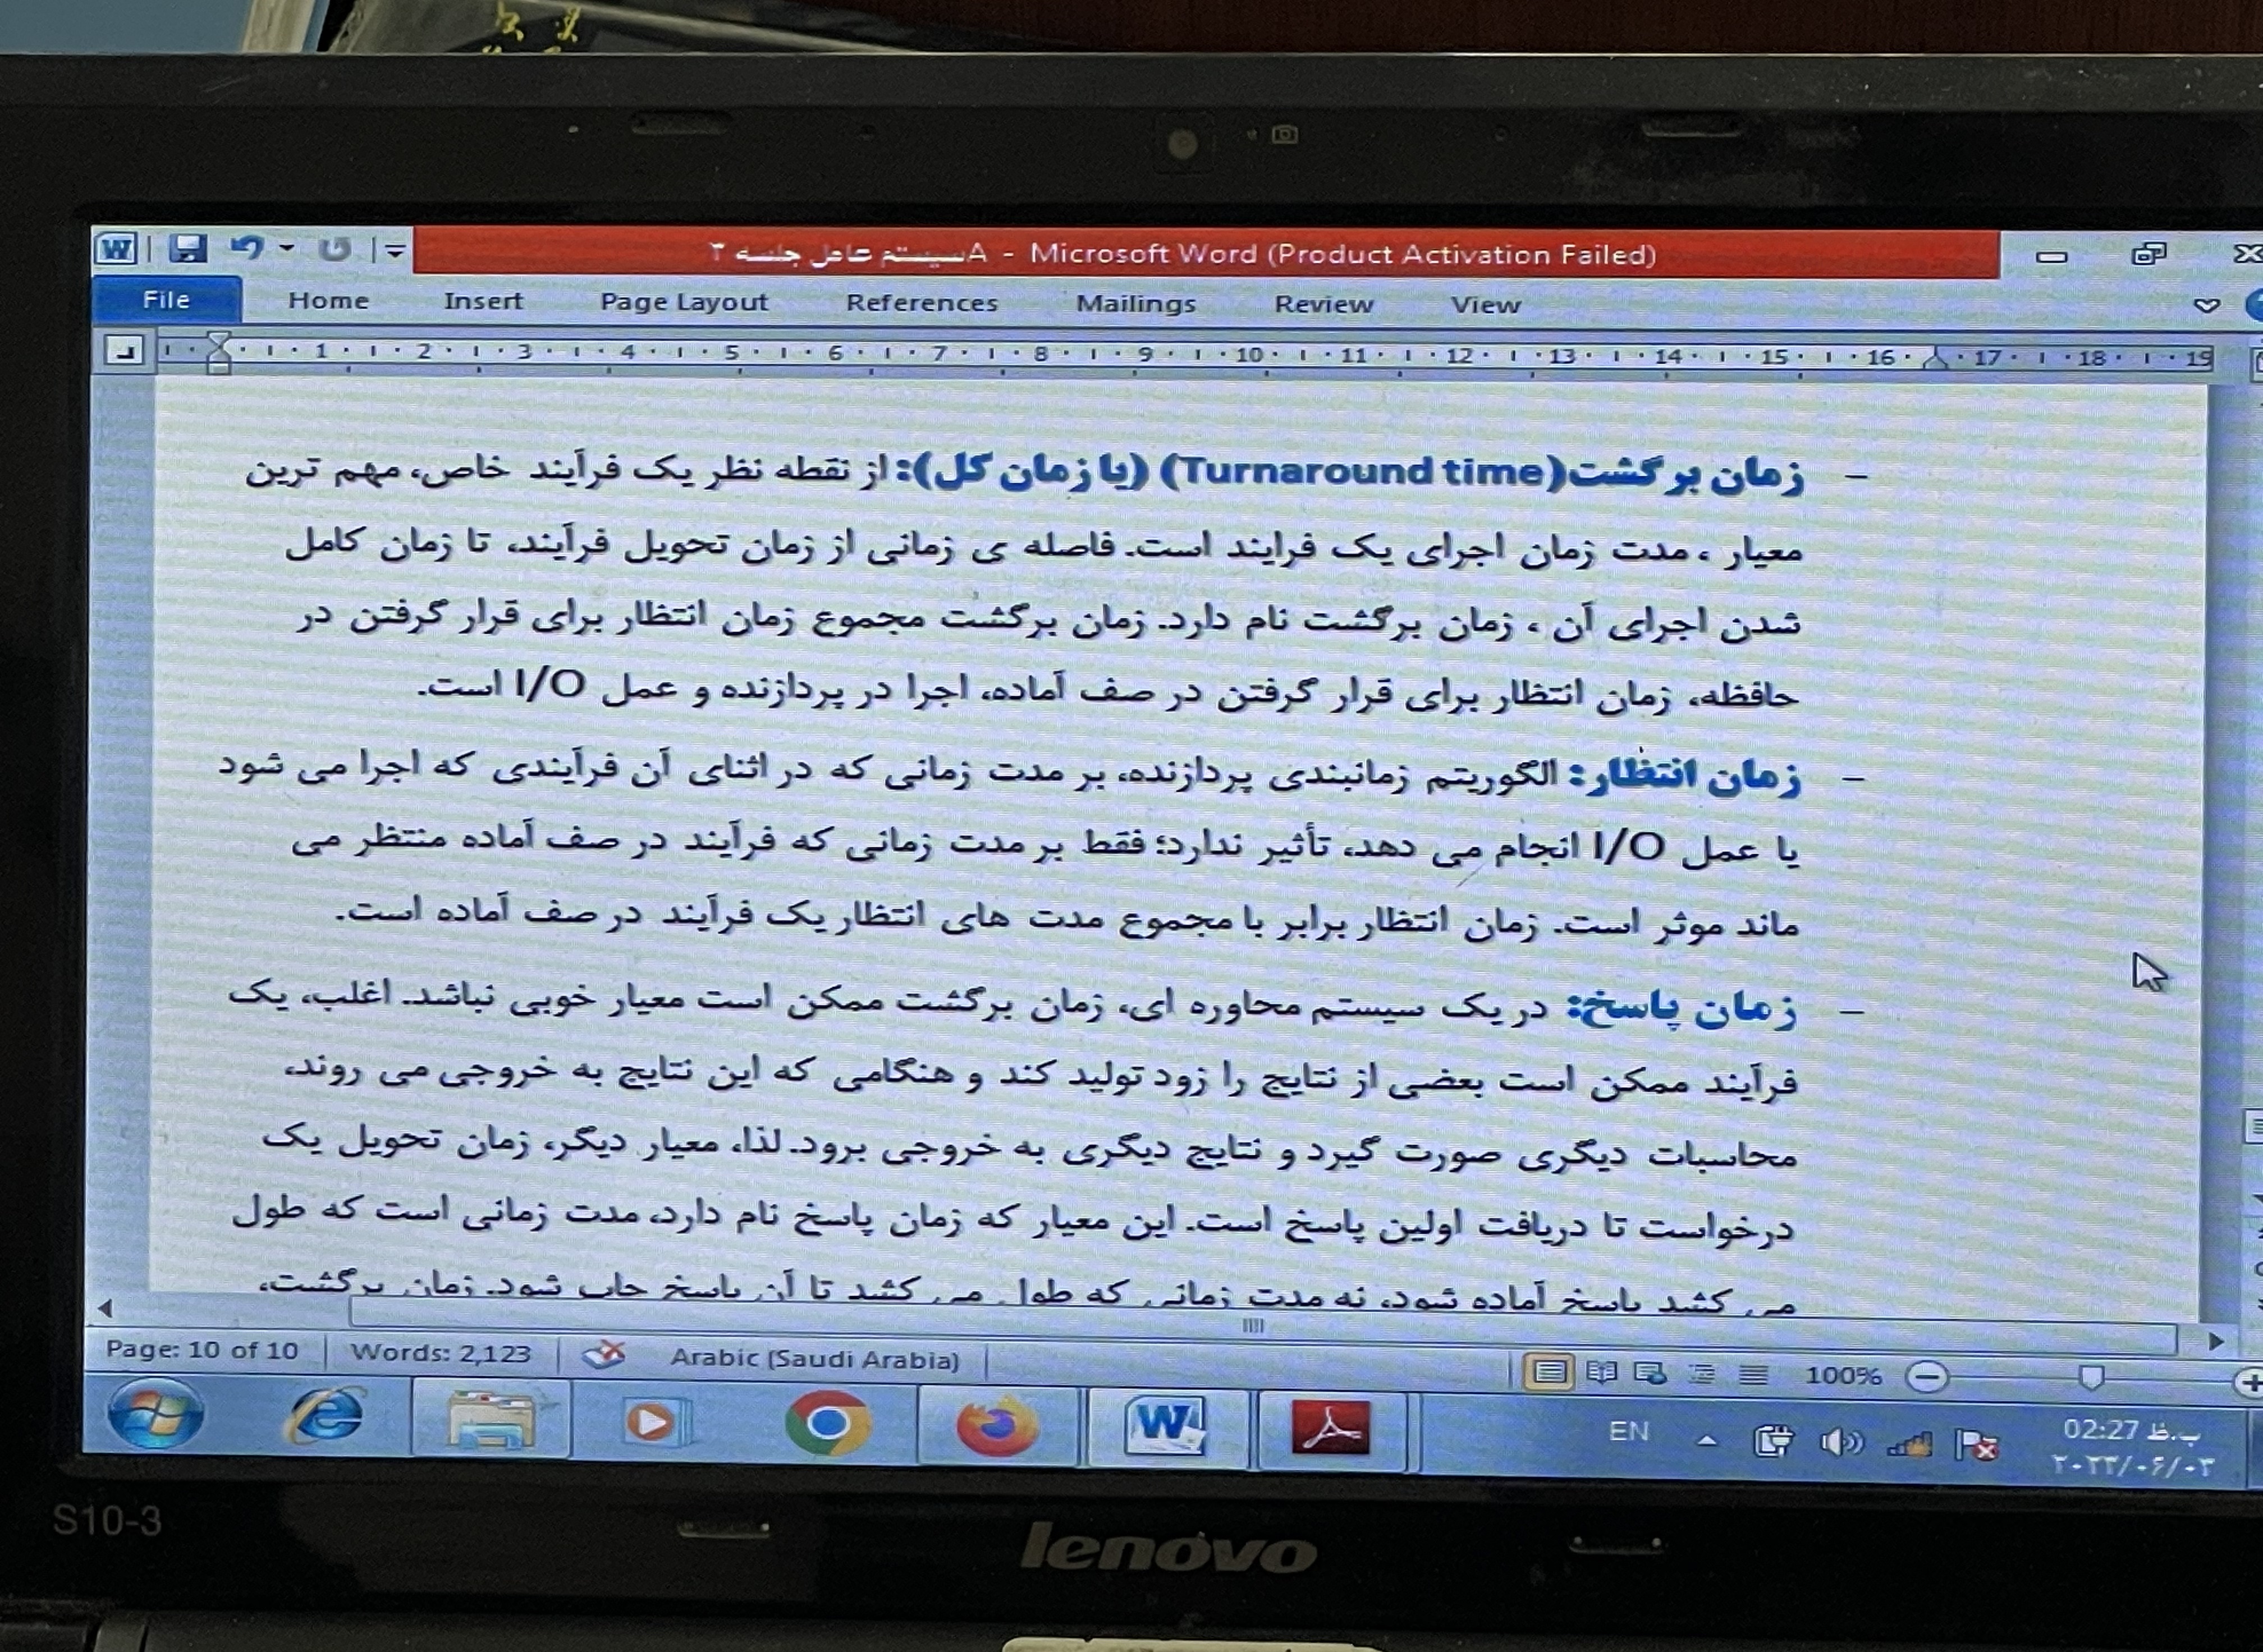 سیستم عامل جلسه ۳A - Microsoft Word (Product Activation Failed)
File Home Insert Page Layout References Mailings Review View
1 2 3 4 5 6 7 8 9 10 11 12 13 14 15 16 17 18 19
– زمان برگشت(Turnaround time) (یا زمان کل): از نقطه نظر یک فرآیند خاص، مهم ترین
معیار ، مدت زمان اجرای یک فرایند است. فاصله ی زمانی از زمان تحویل فرآیند، تا زمان کامل
شدن اجرای آن ، زمان برگشت نام دارد. زمان برگشت مجموع زمان انتظار برای قرار گرفتن در
حافظه، زمان انتظار برای قرار گرفتن در صف آماده، اجرا در پردازنده و عمل I/O است.
– زمان انتظار: الگوریتم زمانبندی پردازنده، بر مدت زمانی که در اثنای آن فرآیندی که اجرا می شود
یا عمل I/O انجام می دهد، تأثیر ندارد؛ فقط بر مدت زمانی که فرآیند در صف آماده منتظر می
ماند موثر است. زمان انتظار برابر با مجموع مدت های انتظار یک فرآیند در صف آماده است.
– زمان پاسخ: در یک سیستم محاوره ای، زمان برگشت ممکن است معیار خوبی نباشد. اغلب، یک
فرآیند ممکن است بعضی از نتایج را زود تولید کند و هنگامی که این نتایج به خروجی می روند،
محاسبات دیگری صورت گیرد و نتایج دیگری به خروجی برود. لذا، معیار دیگر، زمان تحویل یک
درخواست تا دریافت اولین پاسخ است. این معیار که زمان پاسخ نام دارد، مدت زمانی است که طول
می کشد پاسخ آماده شود، نه مدت زمانی که طول می کشد تا آن پاسخ چاپ شود. زمان برگشت،
Page: 10 of 10 Words: 2,123 Arabic (Saudi Arabia) 100%
EN 02:27 ب.ظ
۲۰۲۳/۰۶/۰۳
S10-3 lenovo